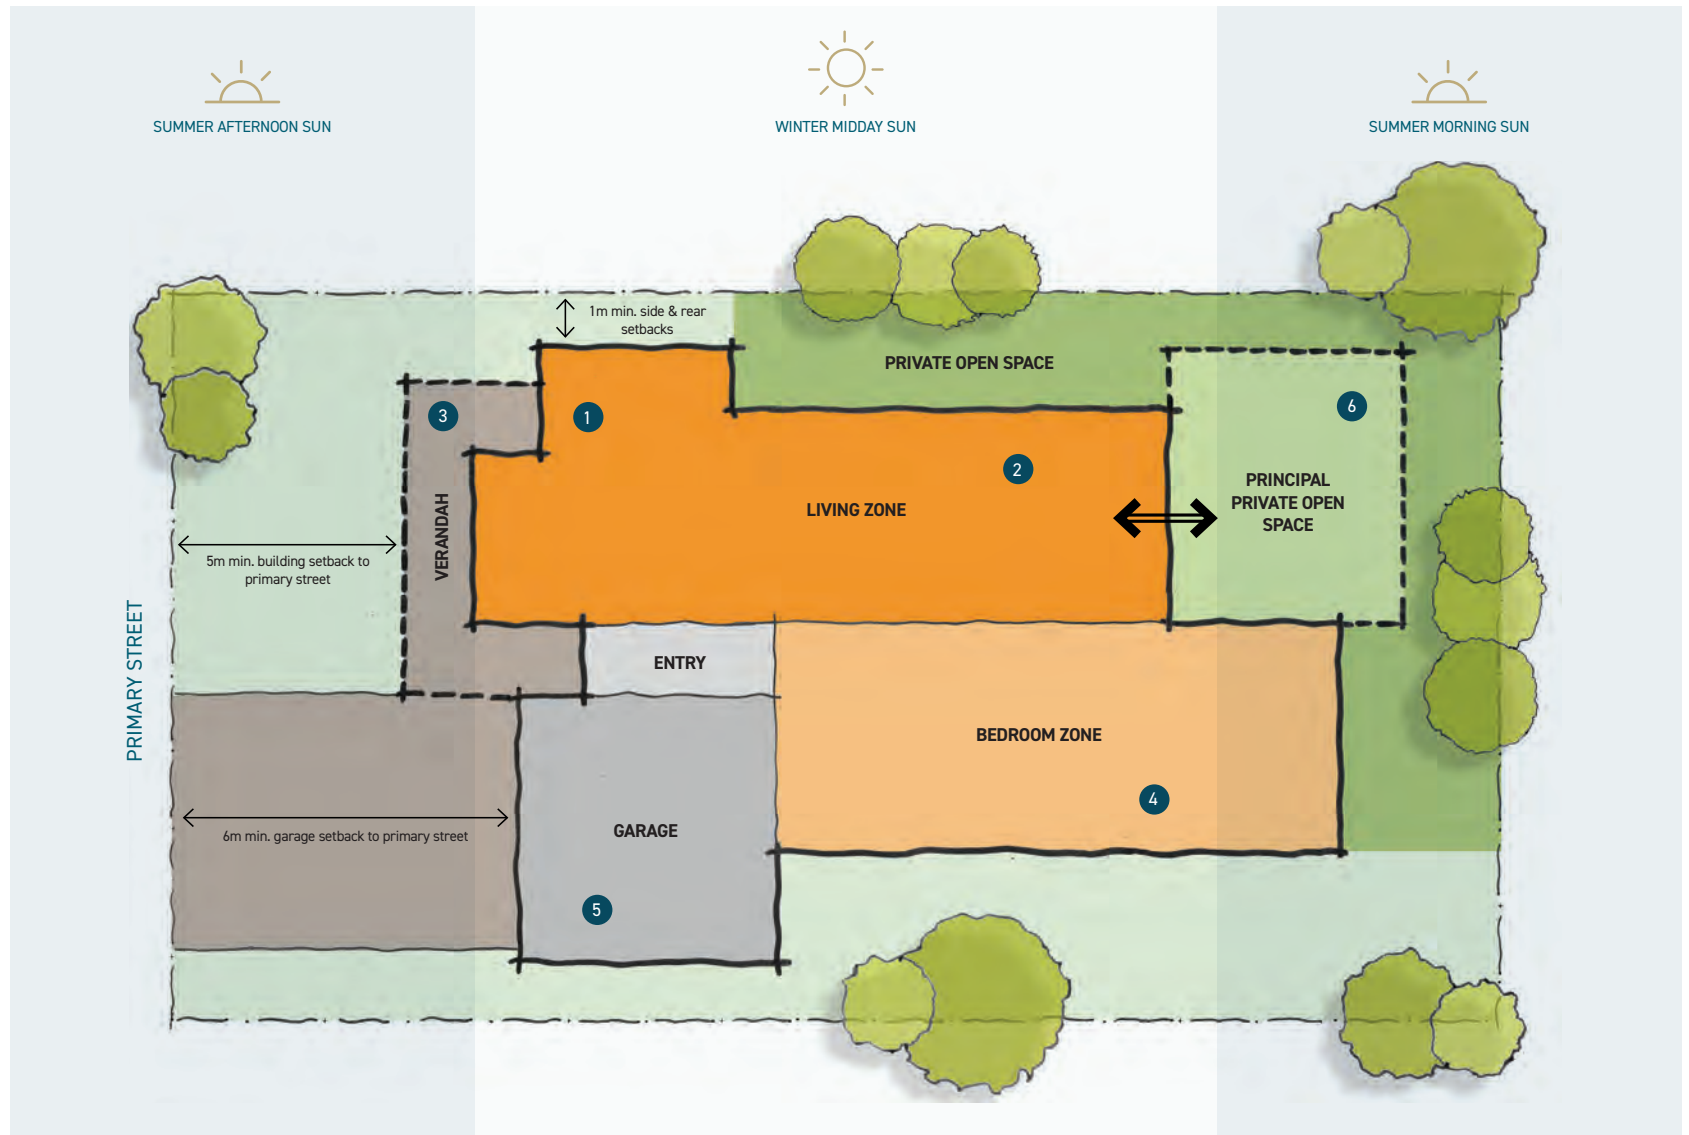 SUMMER AFTERNOON SUN
WINTER MIDDAY SUN
SUMMER MORNING SUN
1m min. side & rear
setbacks
PRIVATE OPEN SPACE
3
1
6
2
PRINCIPAL
PRIVATE OPEN
SPACE
LIVING ZONE
VERANDAH
5m min. building setback to
primary street
PRIMARY STREET
ENTRY
BEDROOM ZONE
4
6m min. garage setback to primary street
GARAGE
5